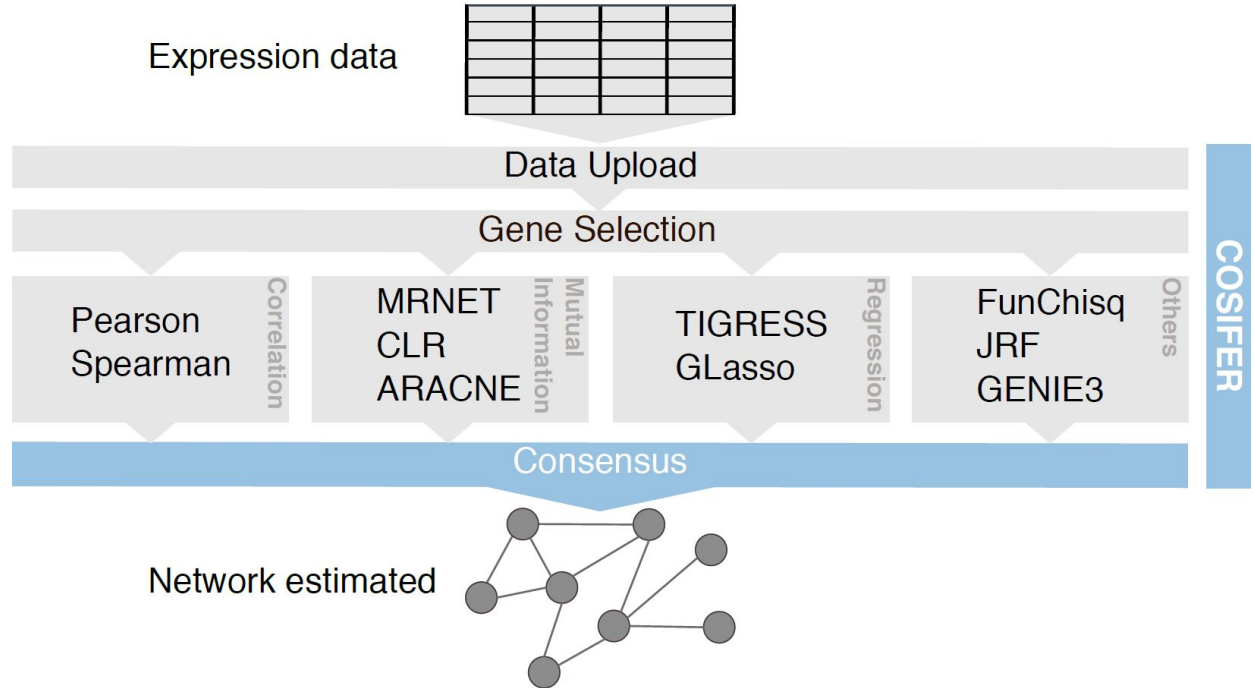 Expression data
Data Upload
Gene Selection
Pearson
Spearman
Correlation
MRNET
CLR
ARACNE
Mutual
Information
TIGRESS
GLasso
Regression
FunChisq
JRF
GENIE3
Others
COSIFER
Consensus
Network estimated